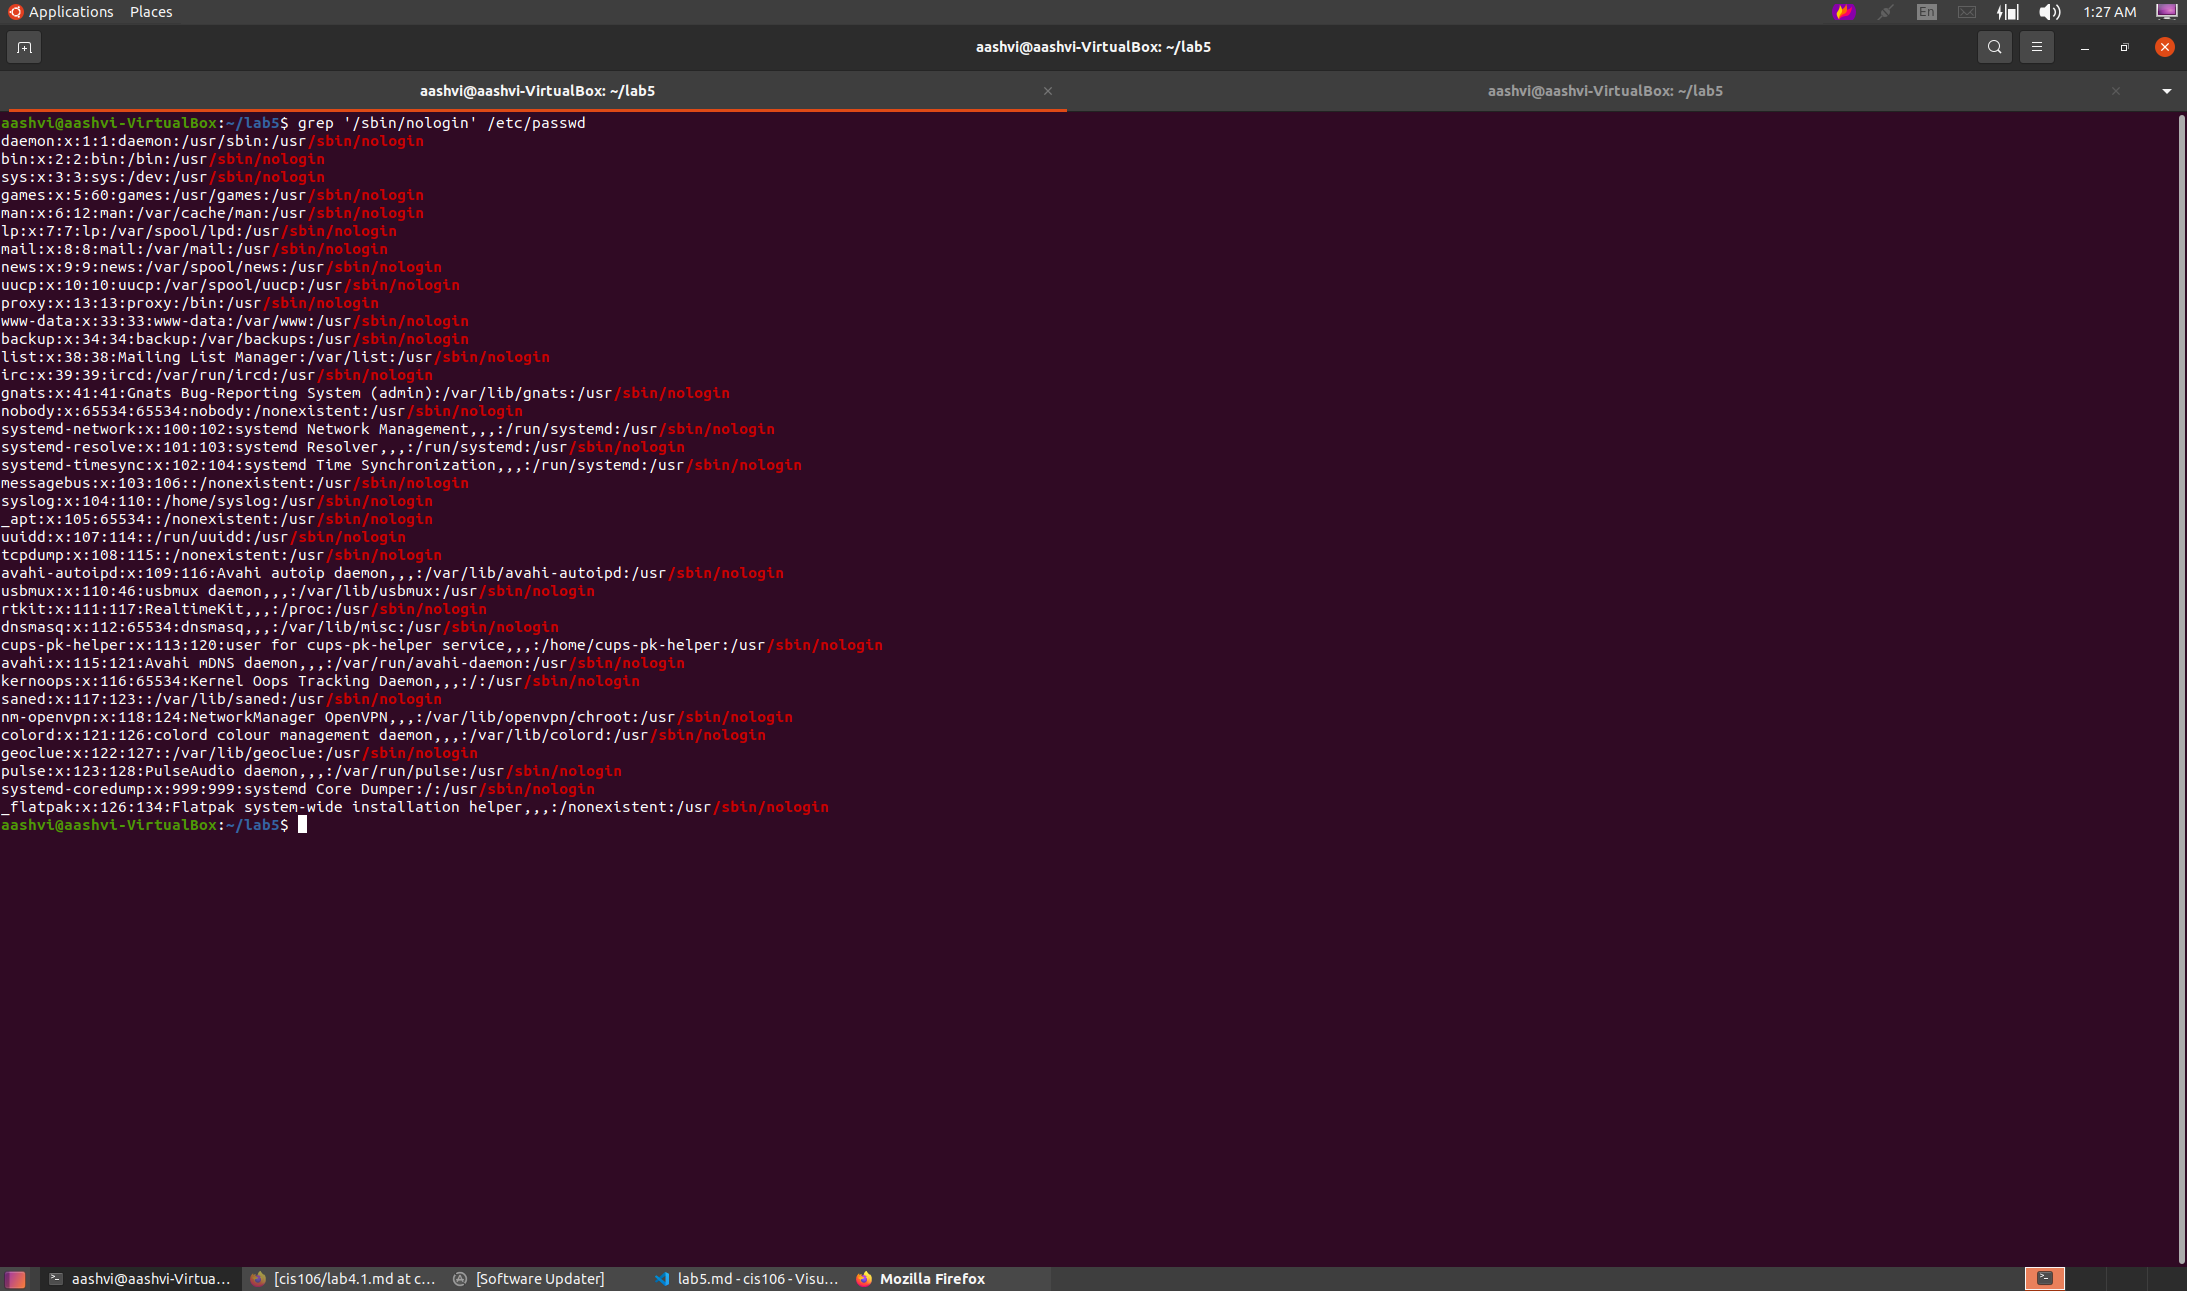 Applications Places En 1:27 AM
aashvi@aashvi-VirtualBox: ~/lab5
aashvi@aashvi-VirtualBox: ~/lab5 aashvi@aashvi-VirtualBox: ~/lab5
aashvi@aashvi-VirtualBox:~/lab5$ grep '/sbin/nologin' /etc/passwd
daemon:x:1:1:daemon:/usr/sbin:/usr/sbin/nologin
bin:x:2:2:bin:/bin:/usr/sbin/nologin
sys:x:3:3:sys:/dev:/usr/sbin/nologin
games:x:5:60:games:/usr/games:/usr/sbin/nologin
man:x:6:12:man:/var/cache/man:/usr/sbin/nologin
lp:x:7:7:lp:/var/spool/lpd:/usr/sbin/nologin
mail:x:8:8:mail:/var/mail:/usr/sbin/nologin
news:x:9:9:news:/var/spool/news:/usr/sbin/nologin
uucp:x:10:10:uucp:/var/spool/uucp:/usr/sbin/nologin
proxy:x:13:13:proxy:/bin:/usr/sbin/nologin
www-data:x:33:33:www-data:/var/www:/usr/sbin/nologin
backup:x:34:34:backup:/var/backups:/usr/sbin/nologin
list:x:38:38:Mailing List Manager:/var/list:/usr/sbin/nologin
irc:x:39:39:ircd:/var/run/ircd:/usr/sbin/nologin
gnats:x:41:41:Gnats Bug-Reporting System (admin):/var/lib/gnats:/usr/sbin/nologin
nobody:x:65534:65534:nobody:/nonexistent:/usr/sbin/nologin
systemd-network:x:100:102:systemd Network Management,,,:/run/systemd:/usr/sbin/nologin
systemd-resolve:x:101:103:systemd Resolver,,,:/run/systemd:/usr/sbin/nologin
systemd-timesync:x:102:104:systemd Time Synchronization,,,:/run/systemd:/usr/sbin/nologin
messagebus:x:103:106::/nonexistent:/usr/sbin/nologin
syslog:x:104:110::/home/syslog:/usr/sbin/nologin
_apt:x:105:65534::/nonexistent:/usr/sbin/nologin
uuidd:x:107:114::/run/uuidd:/usr/sbin/nologin
tcpdump:x:108:115::/nonexistent:/usr/sbin/nologin
avahi-autoipd:x:109:116:Avahi autoip daemon,,,:/var/lib/avahi-autoipd:/usr/sbin/nologin
usbmux:x:110:46:usbmux daemon,,,:/var/lib/usbmux:/usr/sbin/nologin
rtkit:x:111:117:RealtimeKit,,,:/proc:/usr/sbin/nologin
dnsmasq:x:112:65534:dnsmasq,,,:/var/lib/misc:/usr/sbin/nologin
cups-pk-helper:x:113:120:user for cups-pk-helper service,,,:/home/cups-pk-helper:/usr/sbin/nologin
avahi:x:115:121:Avahi mDNS daemon,,,:/var/run/avahi-daemon:/usr/sbin/nologin
kernoops:x:116:65534:Kernel Oops Tracking Daemon,,,:/:/usr/sbin/nologin
saned:x:117:123::/var/lib/saned:/usr/sbin/nologin
nm-openvpn:x:118:124:NetworkManager OpenVPN,,,:/var/lib/openvpn/chroot:/usr/sbin/nologin
colord:x:121:126:colord colour management daemon,,,:/var/lib/colord:/usr/sbin/nologin
geoclue:x:122:127::/var/lib/geoclue:/usr/sbin/nologin
pulse:x:123:128:PulseAudio daemon,,,:/var/run/pulse:/usr/sbin/nologin
systemd-coredump:x:999:999:systemd Core Dumper:/:/usr/sbin/nologin
_flatpak:x:126:134:Flatpak system-wide installation helper,,,:/nonexistent:/usr/sbin/nologin
aashvi@aashvi-VirtualBox:~/lab5$
aashvi@aashvi-Virtua... [cis106/lab4.1.md at c... [Software Updater] lab5.md - cis106 - Visu... Mozilla Firefox